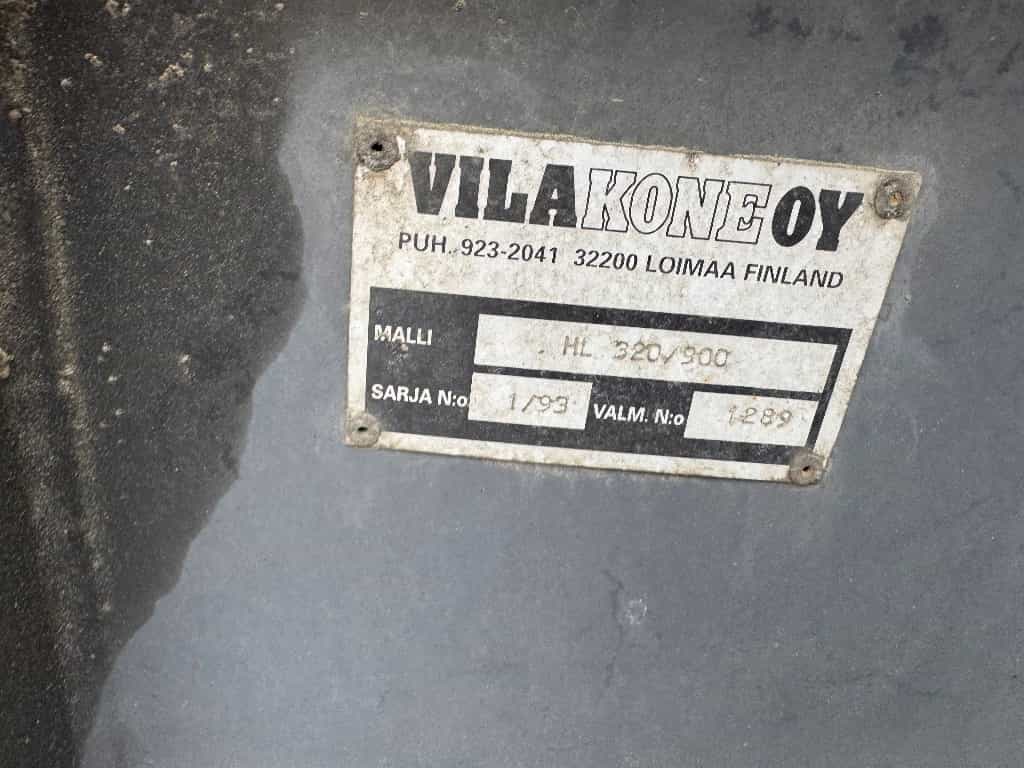 VILAKONE OY
PUH. 923-2041 32200 LOIMAA FINLAND
MALLI HL 320/900
SARJA N:o 1/93 VALM. N:o 1289